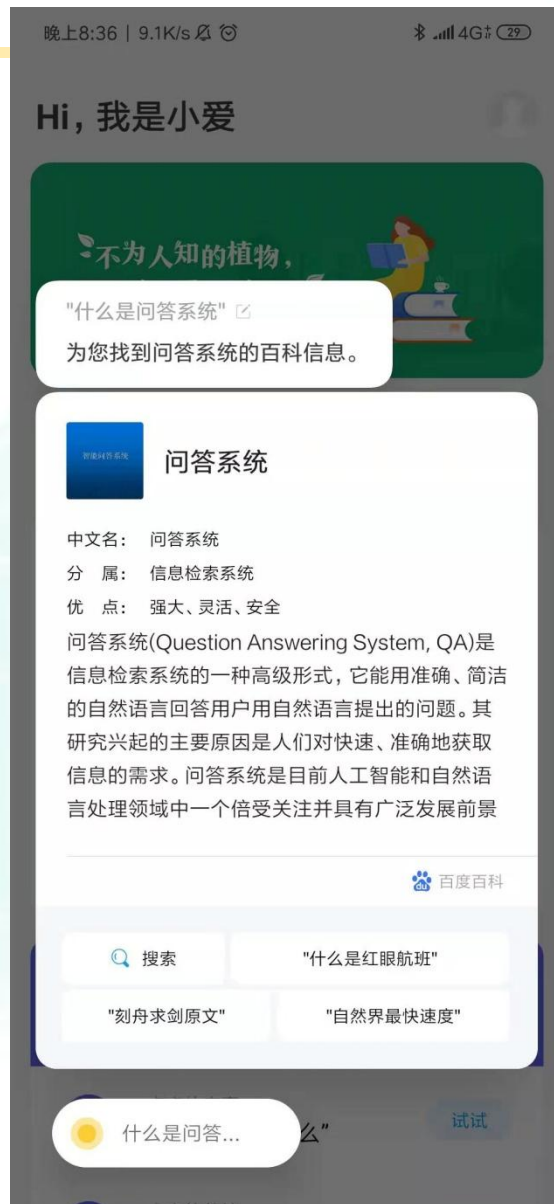 晚上8:36 | 9.1K/s
4G 29
Hi，我是小爱
不为人知的植物，
"什么是问答系统"
为您找到问答系统的百科信息。
智能问答系统
问答系统
中文名： 问答系统
分 属： 信息检索系统
优 点： 强大、灵活、安全
问答系统(Question Answering System, QA)是
信息检索系统的一种高级形式，它能用准确、简洁
的自然语言回答用户用自然语言提出的问题。其
研究兴起的主要原因是人们对快速、准确地获取
信息的需求。问答系统是目前人工智能和自然语
言处理领域中一个倍受关注并具有广泛发展前景
du 百度百科
搜索
"什么是红眼航班"
"刻舟求剑原文"
"自然界最快速度"
什么是问答...
么"
试试